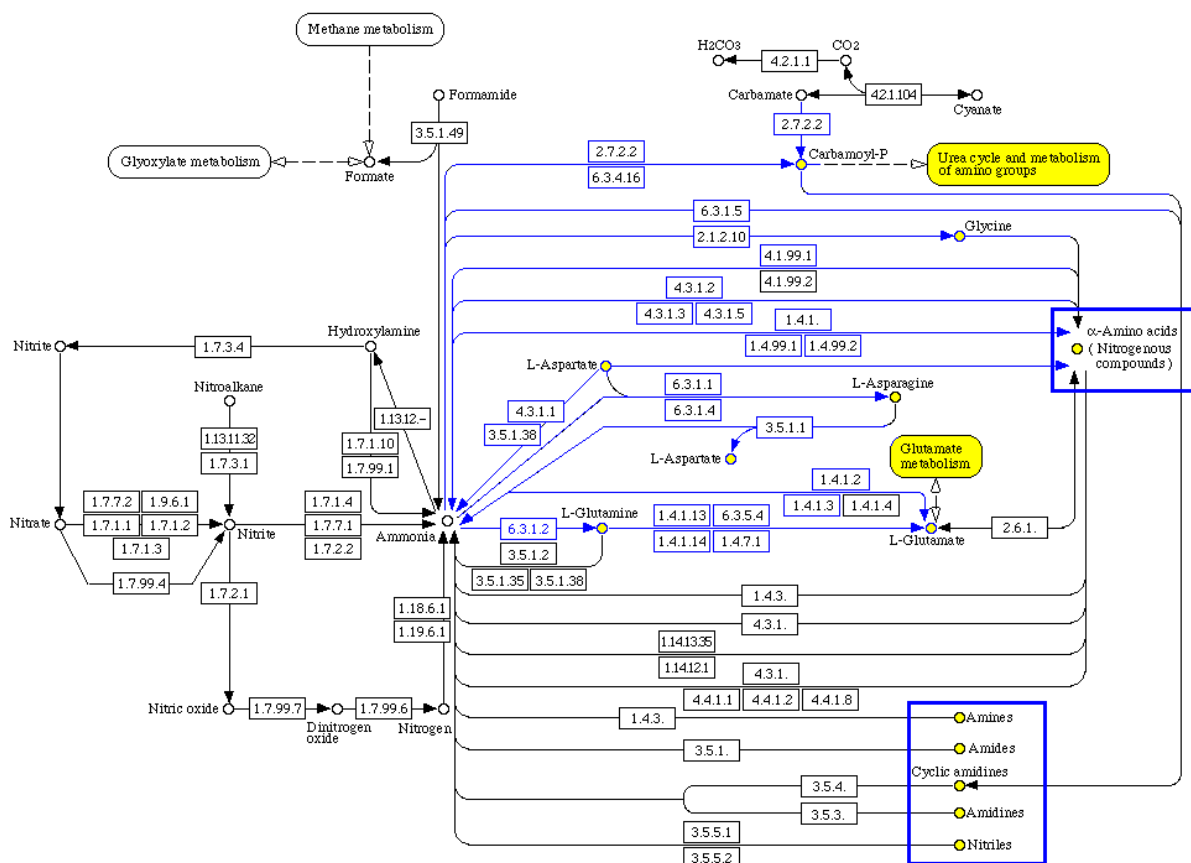 Methane metabolism
H2CO3
CO2
4.2.1.1
Formamide
Carbamate
4.2.1.104
Cyanate
3.5.1.49
2.7.2.2
Glyoxylate metabolism
Formate
2.7.2.2
Carbamoyl-P
Urea cycle and metabolism
of amino groups
6.3.4.16
6.3.1.5
Glycine
2.1.2.10
4.1.99.1
4.1.99.2
4.3.1.2
4.3.1.3
4.3.1.5
Hydroxylamine
1.4.1.
α-Amino acids
Nitrite
1.7.3.4
1.4.99.1
1.4.99.2
( Nitrogenous
compounds )
L-Aspartate
Nitroalkane
6.3.1.1
L-Asparagine
4.3.1.1
6.3.1.4
1.13.12.-
1.13.11.32
1.7.1.10
3.5.1.38
3.5.1.1
1.7.3.1
1.7.99.1
L-Aspartate
Glutamate
metabolism
1.7.7.2
1.9.6.1
1.4.1.2
1.7.1.4
L-Glutamine
1.4.1.3
1.4.1.4
1.4.1.13
6.3.5.4
Nitrate
1.7.1.1
1.7.1.2
Nitrite
1.7.7.1
Ammonia
6.3.1.2
2.6.1.
1.7.1.3
1.7.2.2
3.5.1.2
1.4.1.14
1.4.7.1
L-Glutamate
1.7.99.4
3.5.1.35
3.5.1.38
1.7.2.1
1.4.3.
1.18.6.1
4.3.1.
1.19.6.1
1.14.13.35
1.14.12.1
4.3.1.
4.4.1.1
4.4.1.2
4.4.1.8
Nitric oxide
1.7.99.7
Dinitrogen
oxide
1.7.99.6
Nitrogen
1.4.3.
Amines
3.5.1.
Amides
Cyclic amidines
3.5.4.
3.5.3.
Amidines
3.5.5.1
Nitriles
3.5.5.2